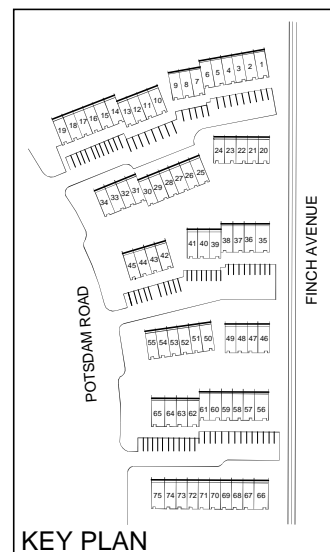 9 8 7 6 5 4 3 2 1
19 18 17 16 15 14 13 12 11 10
24 23 22 21 20
34 33 32 31 30 29 28 27 26 25
41 40 39 38 37 36 35
45 44 43 42
FINCH AVENUE
POTSDAM ROAD
55 54 53 52 51 50 49 48 47 46
65 64 63 62 61 60 59 58 57 56
75 74 73 72 71 70 69 68 67 66
KEY PLAN